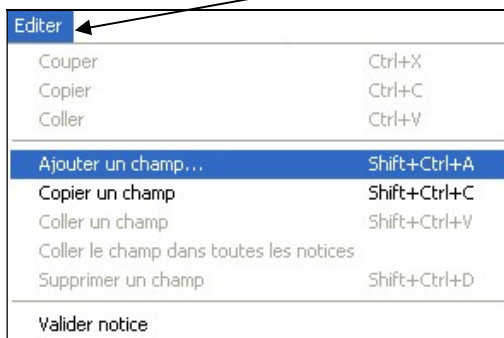 Editer
Couper Ctrl+X
Copier Ctrl+C
Coller Ctrl+V
Ajouter un champ... Shift+Ctrl+A
Copier un champ Shift+Ctrl+C
Coller un champ Shift+Ctrl+V
Coller le champ dans toutes les notices
Supprimer un champ Shift+Ctrl+D
Valider notice